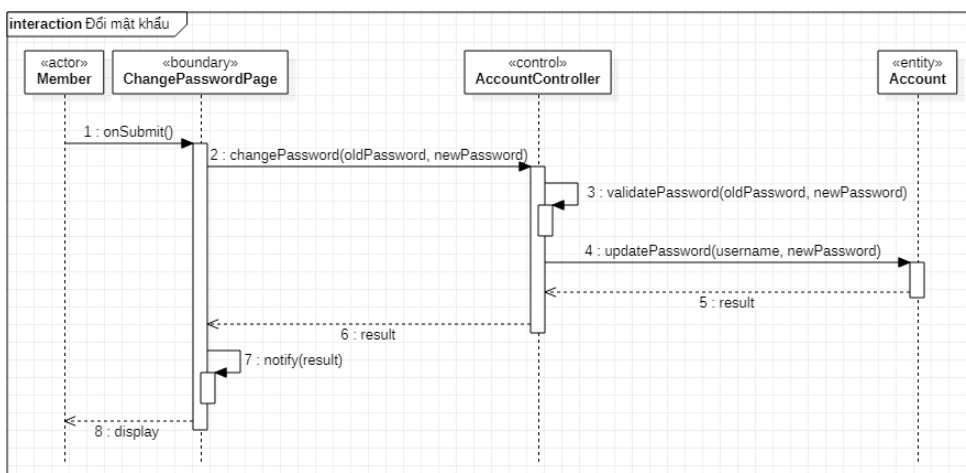 interaction Đổi mật khẩu
«actor»
Member
«boundary»
ChangePasswordPage
«control»
AccountController
«entity»
Account
1 : onSubmit()
2 : changePassword(oldPassword, newPassword)
3 : validatePassword(oldPassword, newPassword)
4 : updatePassword(username, newPassword)
5 : result
6 : result
7 : notify(result)
8 : display